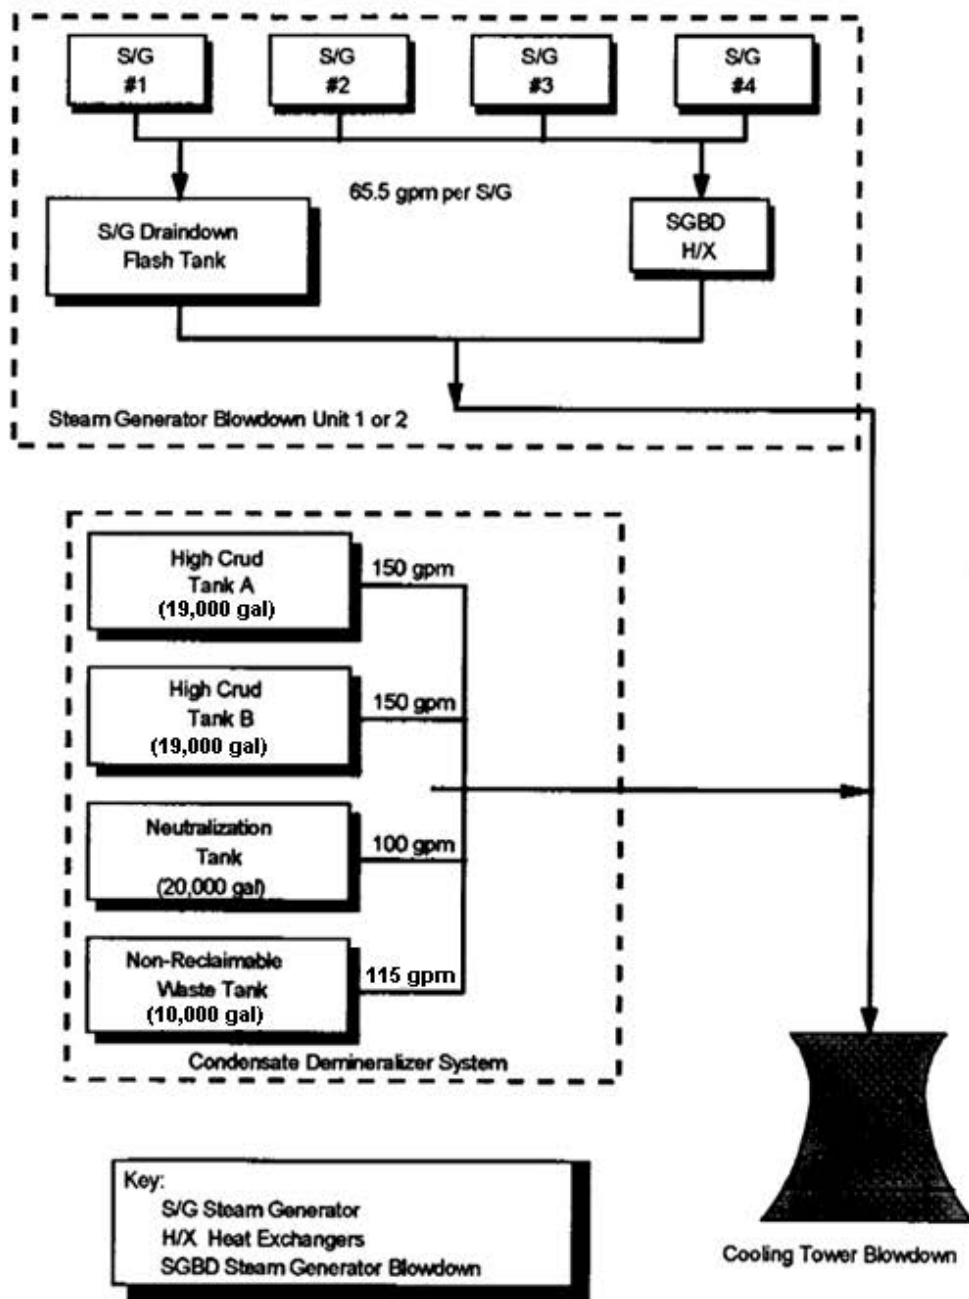 S/G
#1
S/G
#2
S/G
#3
S/G
#4
65.5 gpm per S/G
S/G Draindown
Flash Tank
SGBD
H/X
Steam Generator Blowdown Unit 1 or 2
High Crud
Tank A
(19,000 gal)
150 gpm
High Crud
Tank B
(19,000 gal)
150 gpm
Neutralization
Tank
(20,000 gal)
100 gpm
Non-Reclaimable
Waste Tank
(10,000 gal)
115 gpm
Condensate Demineralizer System
Key:
S/G Steam Generator
H/X Heat Exchangers
SGBD Steam Generator Blowdown
Cooling Tower Blowdown